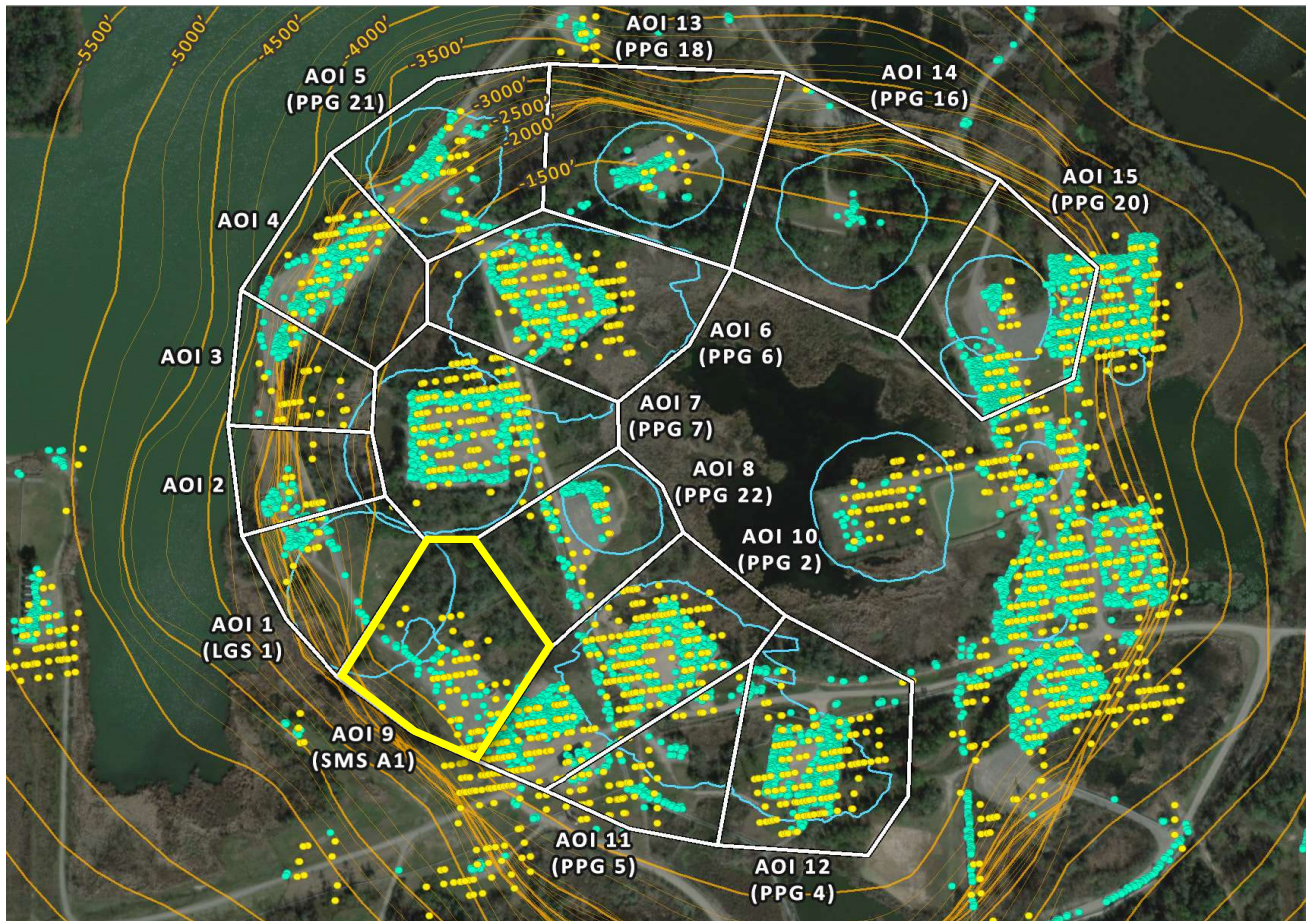 -5500'
-5000'
-4500'
-4000'
-3500'
-3000'
-2500'
-2000'
-1500'
AOI 13
(PPG 18)
AOI 14
(PPG 16)
AOI 5
(PPG 21)
AOI 15
(PPG 20)
AOI 4
AOI 3
AOI 6
(PPG 6)
AOI 7
(PPG 7)
AOI 8
(PPG 22)
AOI 2
AOI 10
(PPG 2)
AOI 1
(LGS 1)
AOI 9
(SMS A1)
AOI 11
(PPG 5)
AOI 12
(PPG 4)